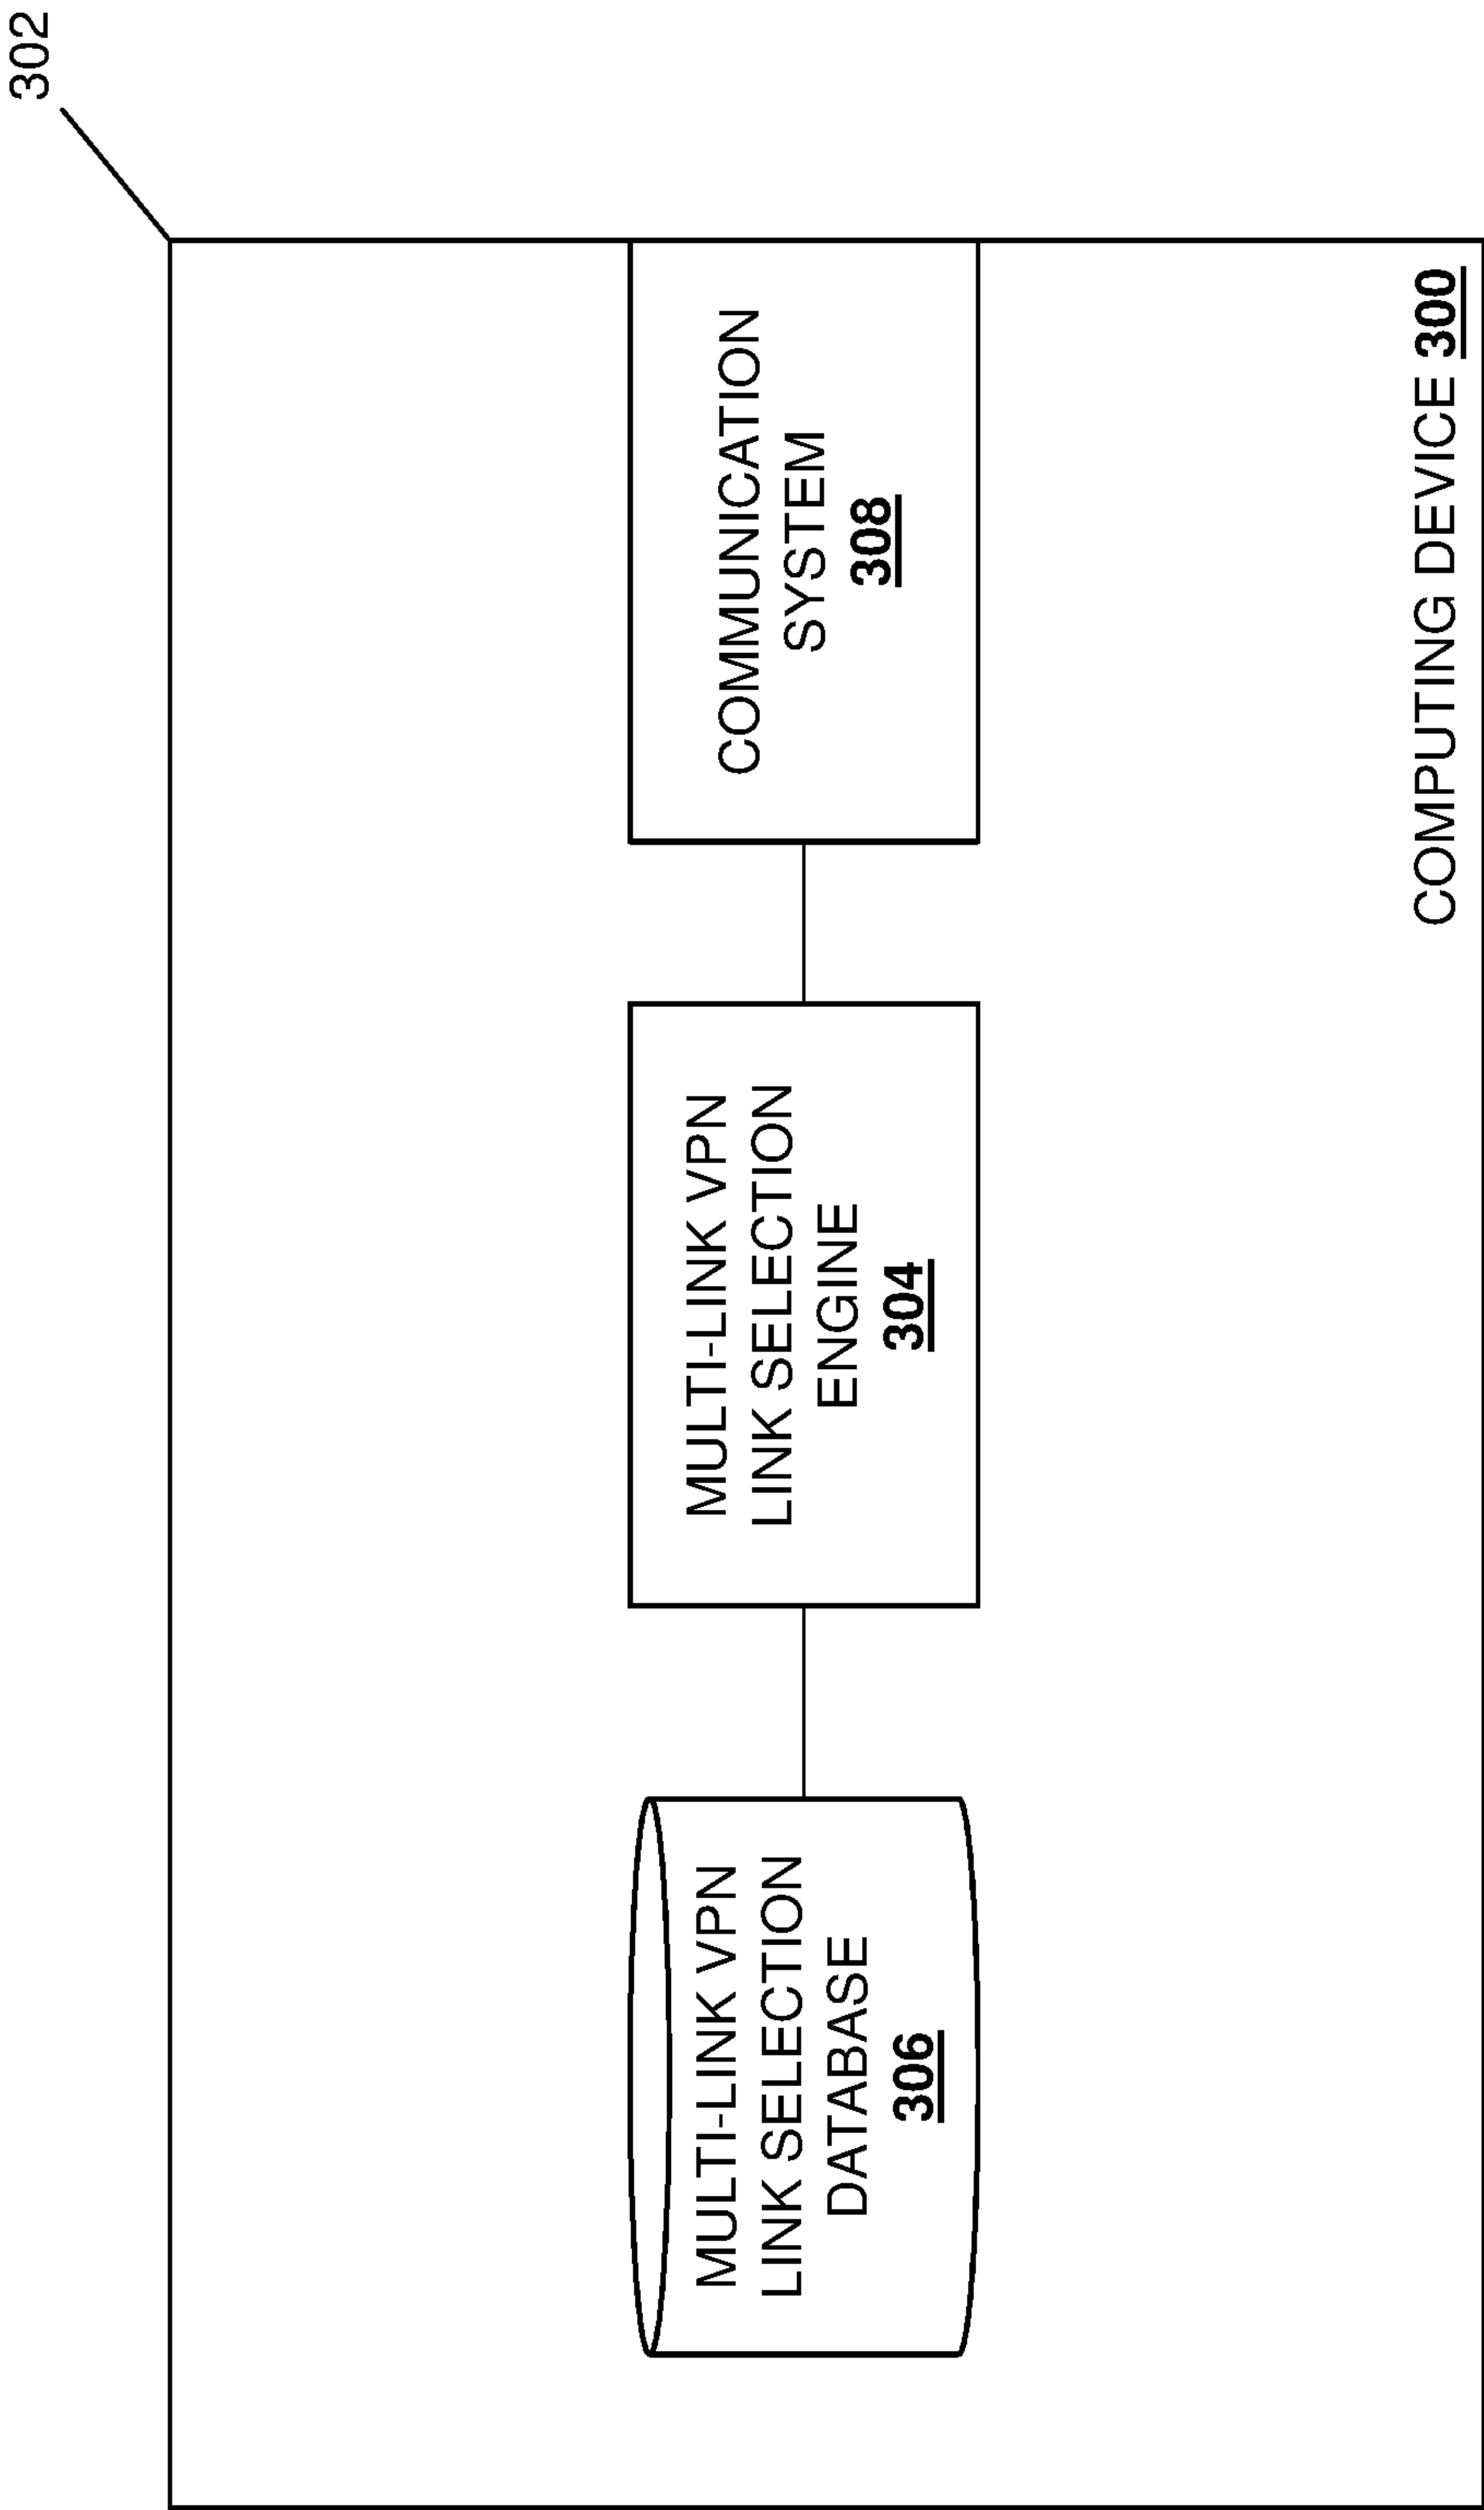 302
MULTI-LINK VPN
LINK SELECTION
DATABASE
306
MULTI-LINK VPN
LINK SELECTION
ENGINE
304
COMMUNICATION
SYSTEM
308
COMPUTING DEVICE 300